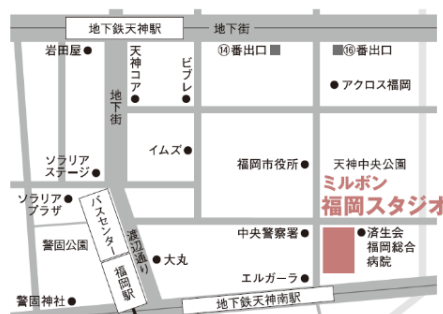 地下鉄天神駅
地下街
岩田屋
天神コア
ビブレ
⑭番出口
⑯番出口
アクロス福岡
地下街
イムズ
ソラリア
ステージ
福岡市役所
天神中央公園
ミルボン
福岡スタジオ
ソラリア
プラザ
バスセンター
渡辺通り
警固公園
福岡駅
大丸
中央警察署
済生会
福岡総合
病院
エルガーラ
警固神社
地下鉄天神南駅